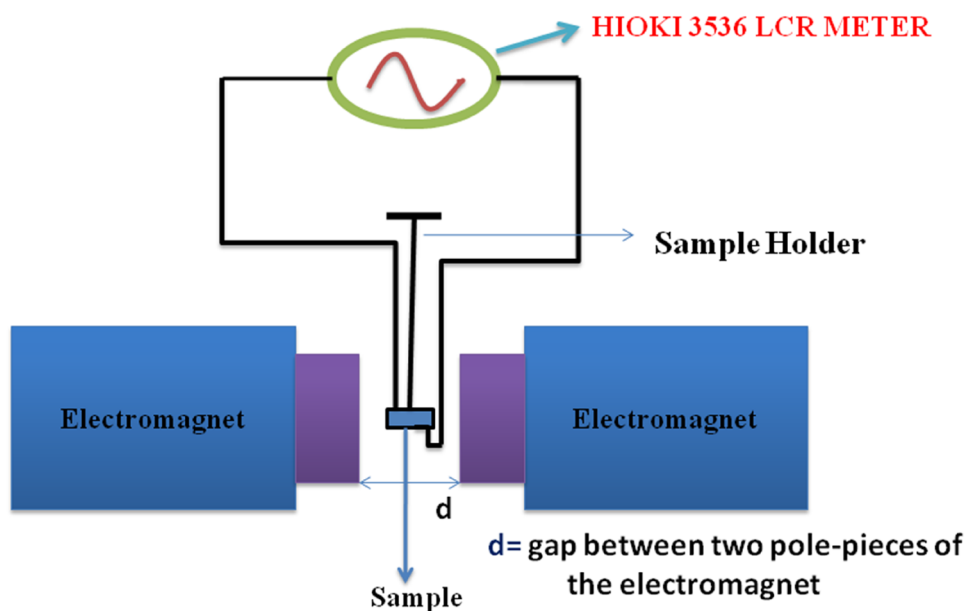 HIOKI 3536 LCR METER
Sample Holder
Electromagnet
Electromagnet
d
d= gap between two pole-pieces of
the electromagnet
Sample